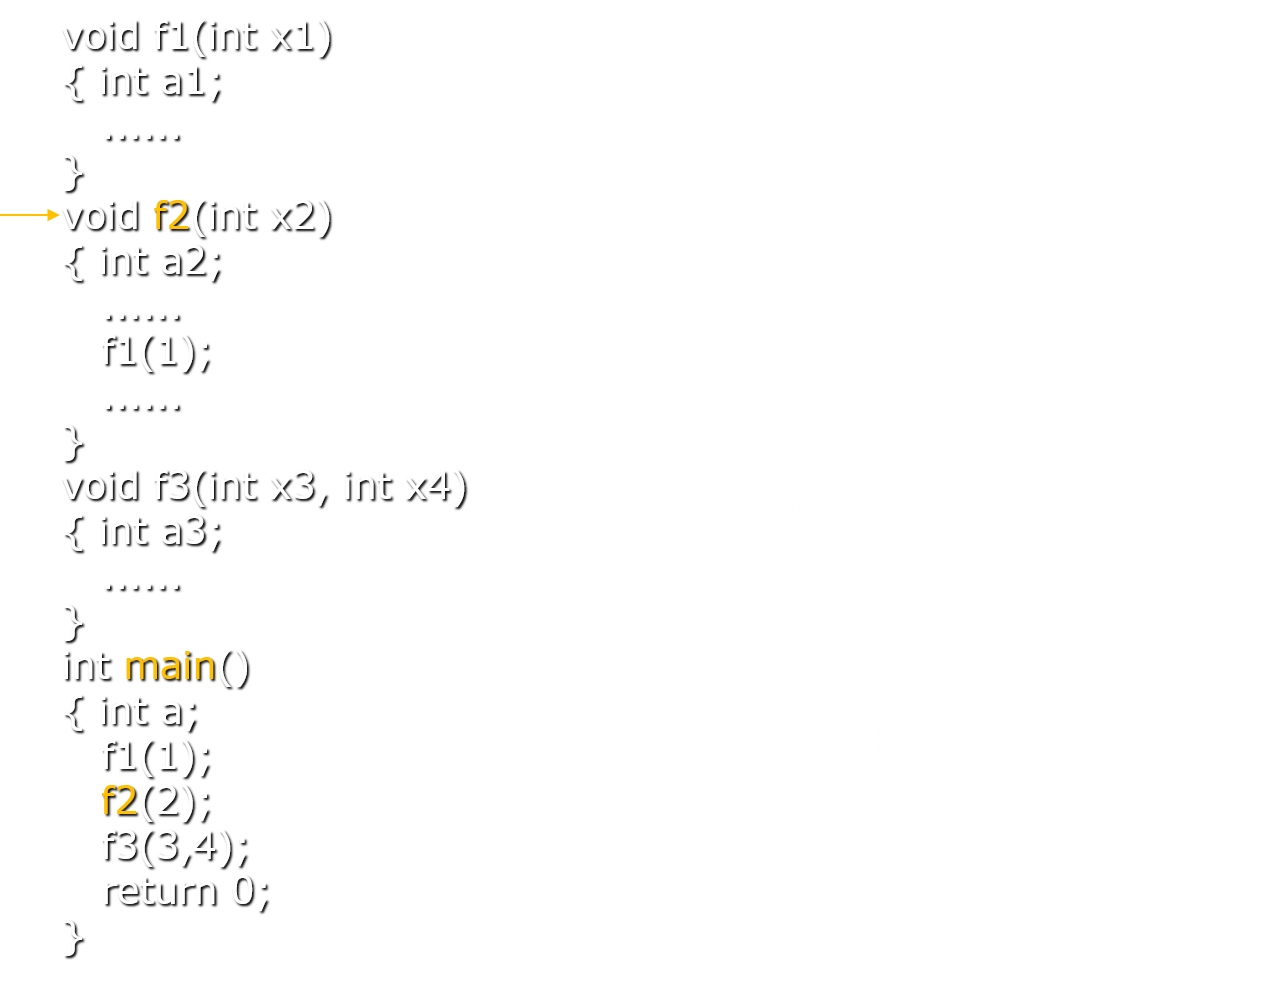 void f1(int x1)
{ int a1;
......
}
void f2(int x2)
{ int a2;
......
f1(1);
......
}
void f3(int x3, int x4)
{ int a3;
......
}
int main()
{ int a;
f1(1);
f2(2);
f3(3,4);
return 0;
}